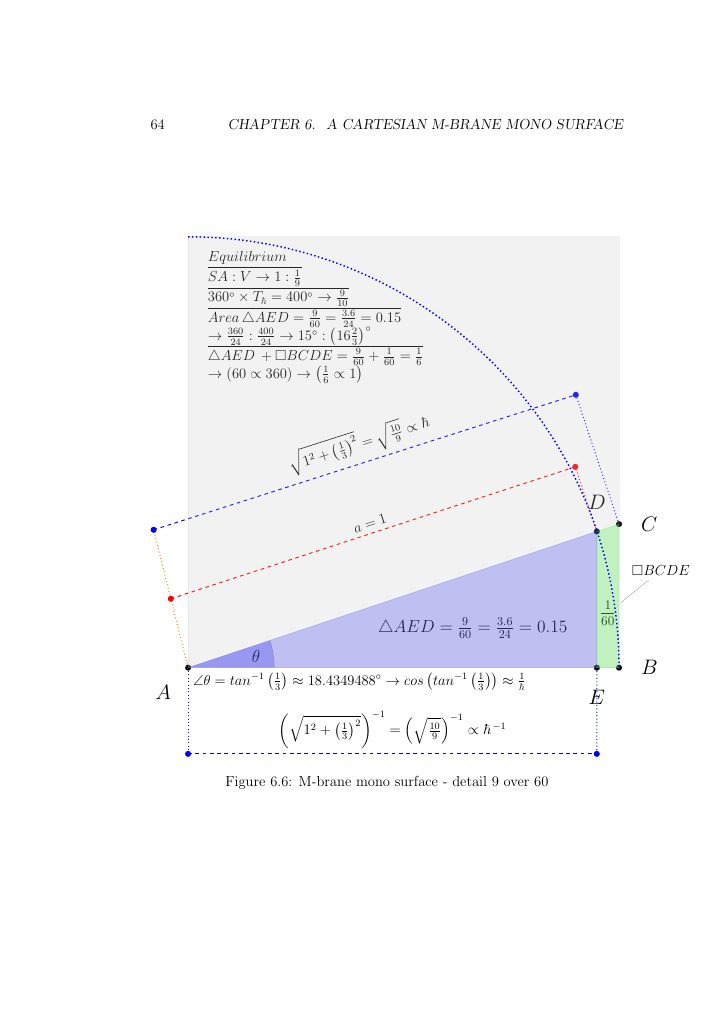 64 CHAPTER 6. A CARTESIAN M-BRANE MONO SURFACE
Equilibrium
SA : V → 1 : 1/9
360° × Tₕ = 400° → 9/10
Area △AED = 9/60 = 3.6/24 = 0.15
→ 360/24 : 400/24 → 15° : (16 2/3)°
△AED + □BCDE = 9/60 + 1/60 = 1/6
→ (60 ∝ 360) → (1/6 ∝ 1)
√(1² + (1/3)²) = √(10/9) ∝ ħ
a = 1
D
C
□BCDE
1/60
△AED = 9/60 = 3.6/24 = 0.15
θ
B
A
∠θ = tan⁻¹ (1/3) ≈ 18.4349488° → cos (tan⁻¹ (1/3)) ≈ 1/ħ
E
(√(1² + (1/3)²))⁻¹ = (√(10/9))⁻¹ ∝ ħ⁻¹
Figure 6.6: M-brane mono surface - detail 9 over 60